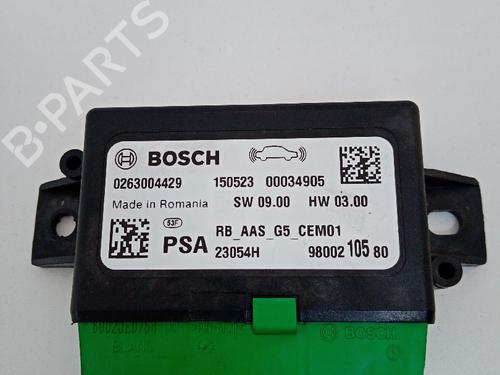 B-PARTS
BOSCH
0263004429 150523 00034905
Made in Romania SW 09.00 HW 03.00
53F
PSA
RB_AAS_G5_CEM01
23054H 98002 105 80
BOSCH